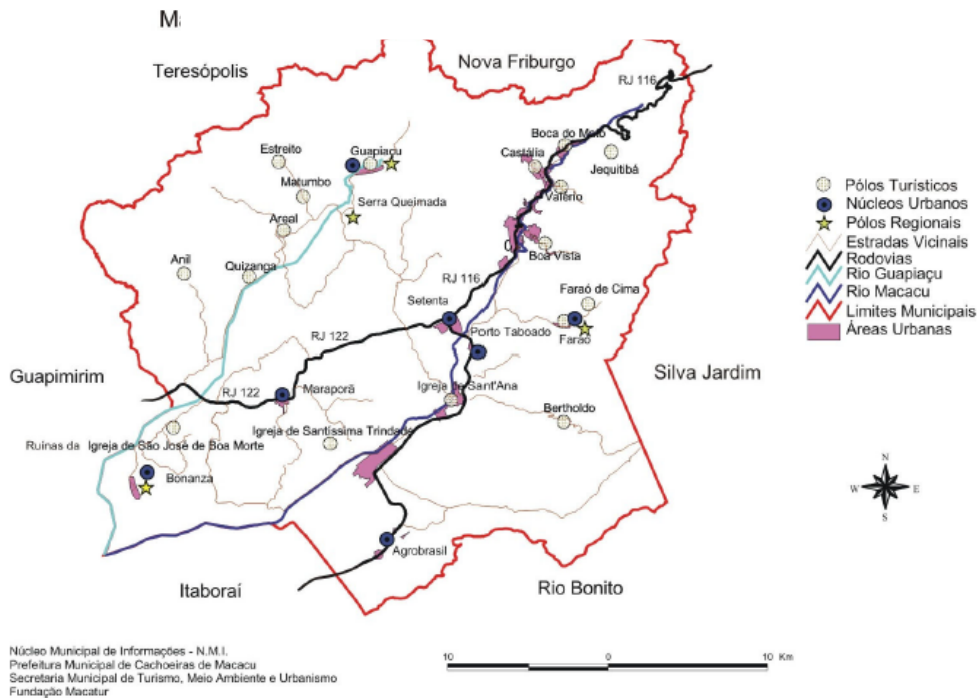 M
Teresópolis
Nova Friburgo
RJ 116
Boca do Mato
Estreito
Guapiaçu
Castália
Jequitibá
Matumbo
Valério
Serra Queimada
Areal
Boa Vista
Anil
Quizanga
RJ 116
Faraó de Cima
Setenta
RJ 122
Porto Taboado
Faraó
Guapimirim
RJ 122
Maraporã
Igreja de Sant'Ana
Silva Jardim
Bertholdo
Ruínas da Igreja de São José de Boa Morte
Igreja de Santíssima Trindade
Bonanza
Agrobrasil
Itaboraí
Rio Bonito
Pólos Turísticos
Núcleos Urbanos
Pólos Regionais
Estradas Vicinais
Rodovias
Rio Guapiaçu
Rio Macacu
Limites Municipais
Áreas Urbanas
N
W E
S
Núcleo Municipal de Informações - N.M.I.
Prefeitura Municipal de Cachoeiras de Macacu
Secretaria Municipal de Turismo, Meio Ambiente e Urbanismo
Fundação Macatur
10 0 10 Km